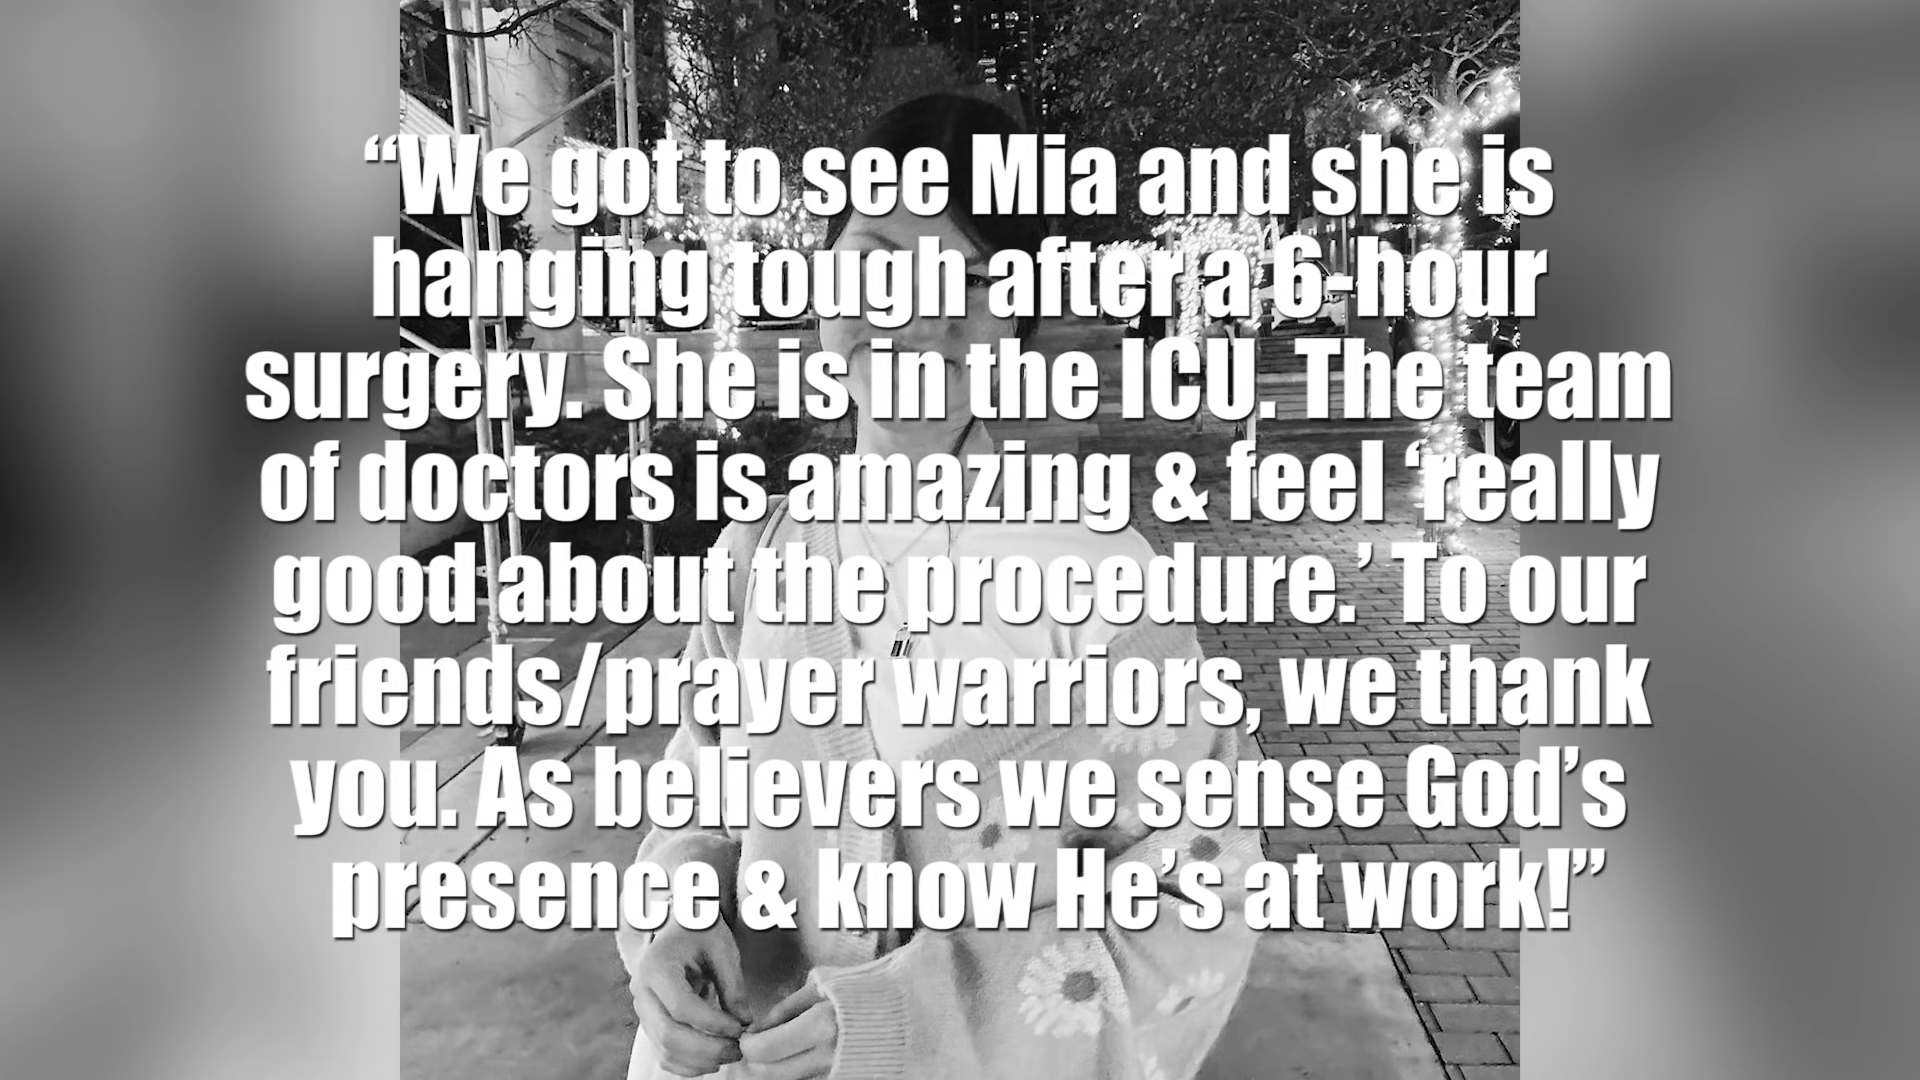 “We got to see Mia and she is
hanging tough after a 6-hour
surgery. She is in the ICU. The team
of doctors is amazing & feel ‘really
good about the procedure.’ To our
friends/prayer warriors, we thank
you. As believers we sense God’s
presence & know He’s at work!”